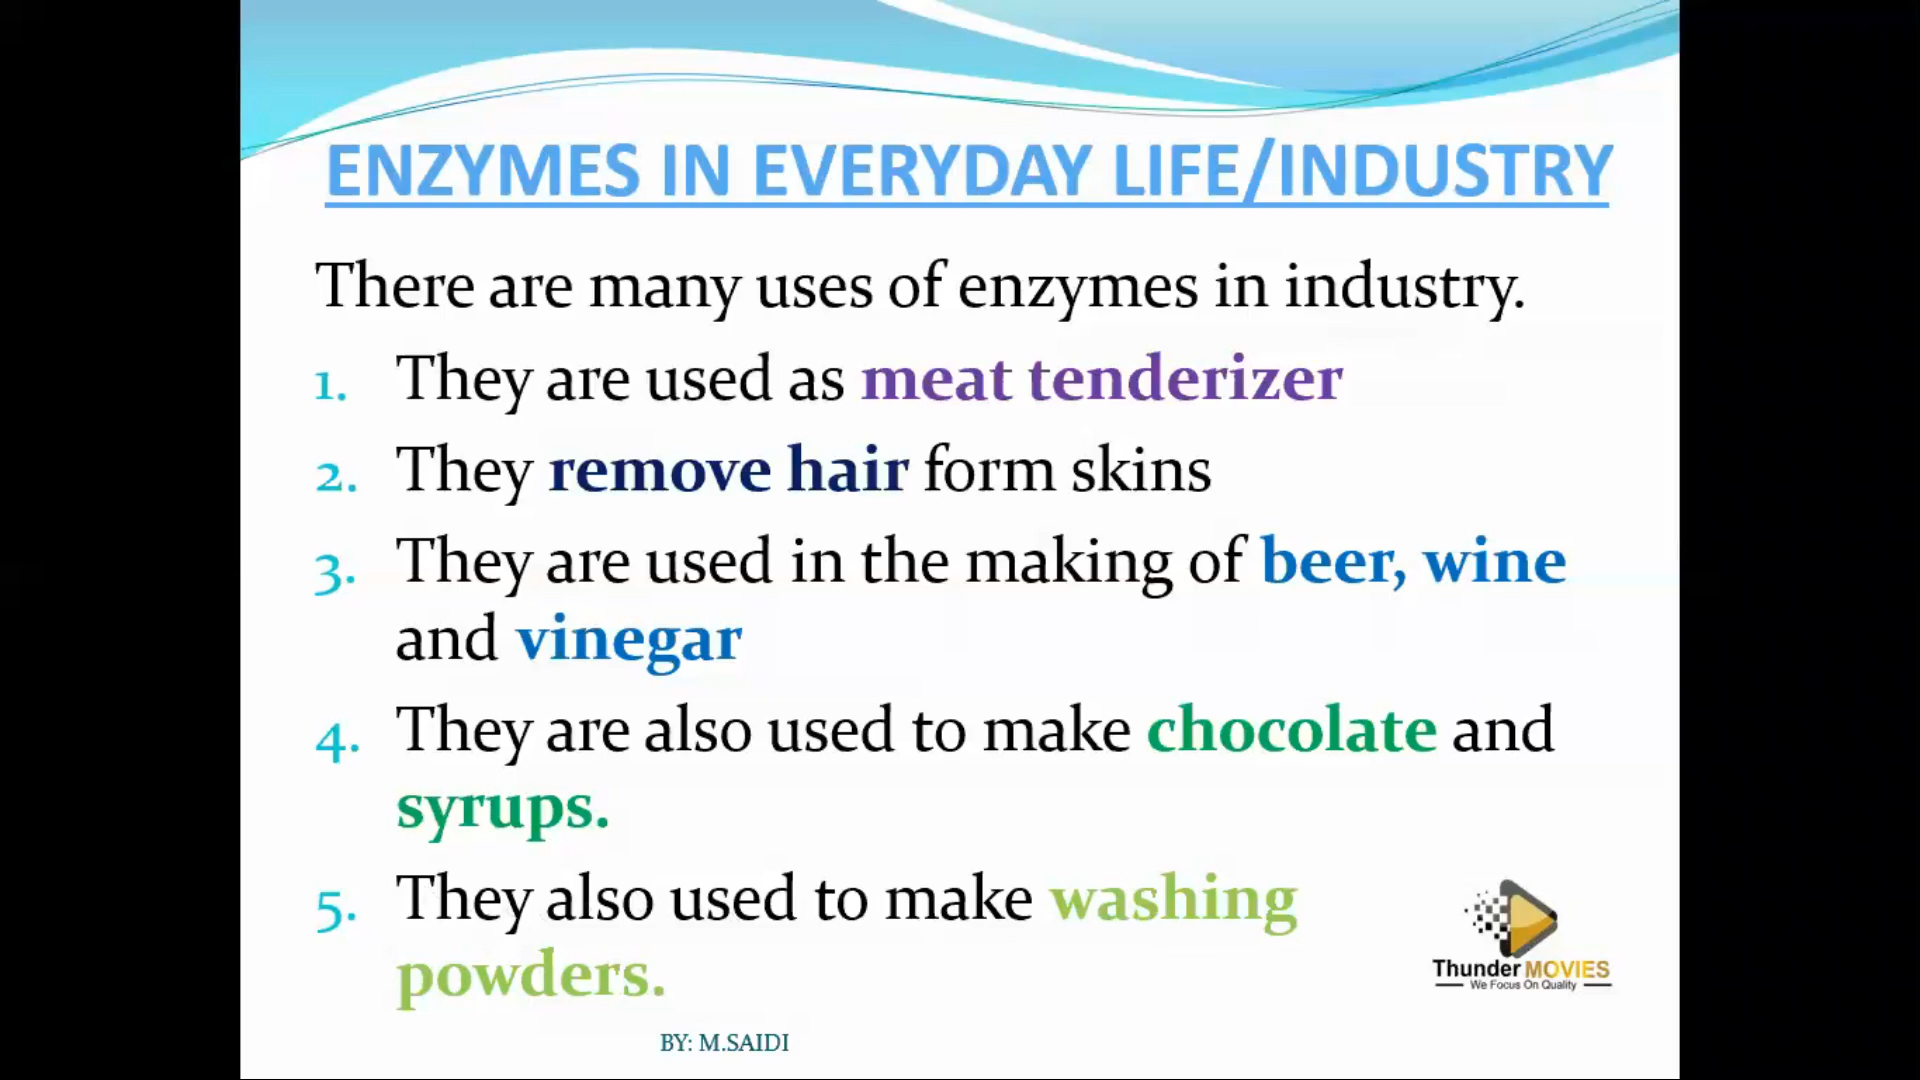 ENZYMES IN EVERYDAY LIFE/INDUSTRY
There are many uses of enzymes in industry.
1. They are used as meat tenderizer
2. They remove hair form skins
3. They are used in the making of beer, wine
and vinegar
4. They are also used to make chocolate and
syrups.
5. They also used to make washing
powders.
Thunder MOVIES
We Focus On Quality
BY: M.SAIDI